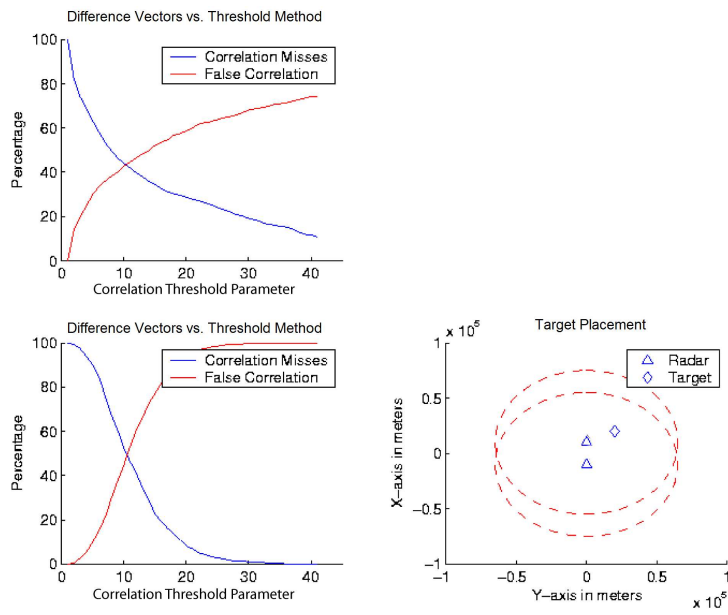 Difference Vectors vs. Threshold Method
100
80
60
40
20
0
Percentage
Correlation Misses
False Correlation
0
10
20
30
40
Correlation Threshold Parameter
Difference Vectors vs. Threshold Method
100
80
60
40
20
0
Percentage
Correlation Misses
False Correlation
0
10
20
30
40
Correlation Threshold Parameter
x 10^5
Target Placement
1
0.5
0
−0.5
−1
X−axis in meters
Radar
Target
−1
−0.5
0
0.5
1
Y−axis in meters
x 10^5